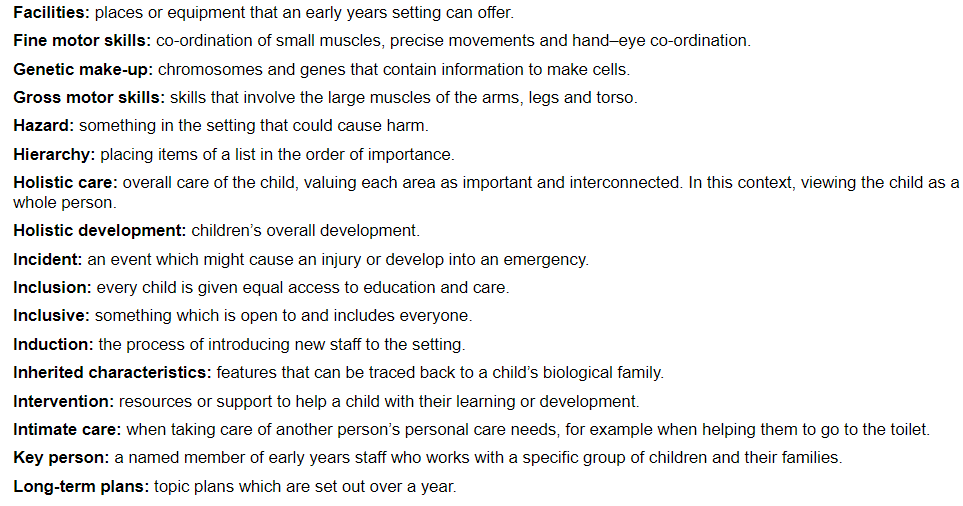 Facilities: places or equipment that an early years setting can offer.
Fine motor skills: co-ordination of small muscles, precise movements and hand–eye co-ordination.
Genetic make-up: chromosomes and genes that contain information to make cells.
Gross motor skills: skills that involve the large muscles of the arms, legs and torso.
Hazard: something in the setting that could cause harm.
Hierarchy: placing items of a list in the order of importance.
Holistic care: overall care of the child, valuing each area as important and interconnected. In this context, viewing the child as a
whole person.
Holistic development: children’s overall development.
Incident: an event which might cause an injury or develop into an emergency.
Inclusion: every child is given equal access to education and care.
Inclusive: something which is open to and includes everyone.
Induction: the process of introducing new staff to the setting.
Inherited characteristics: features that can be traced back to a child’s biological family.
Intervention: resources or support to help a child with their learning or development.
Intimate care: when taking care of another person’s personal care needs, for example when helping them to go to the toilet.
Key person: a named member of early years staff who works with a specific group of children and their families.
Long-term plans: topic plans which are set out over a year.